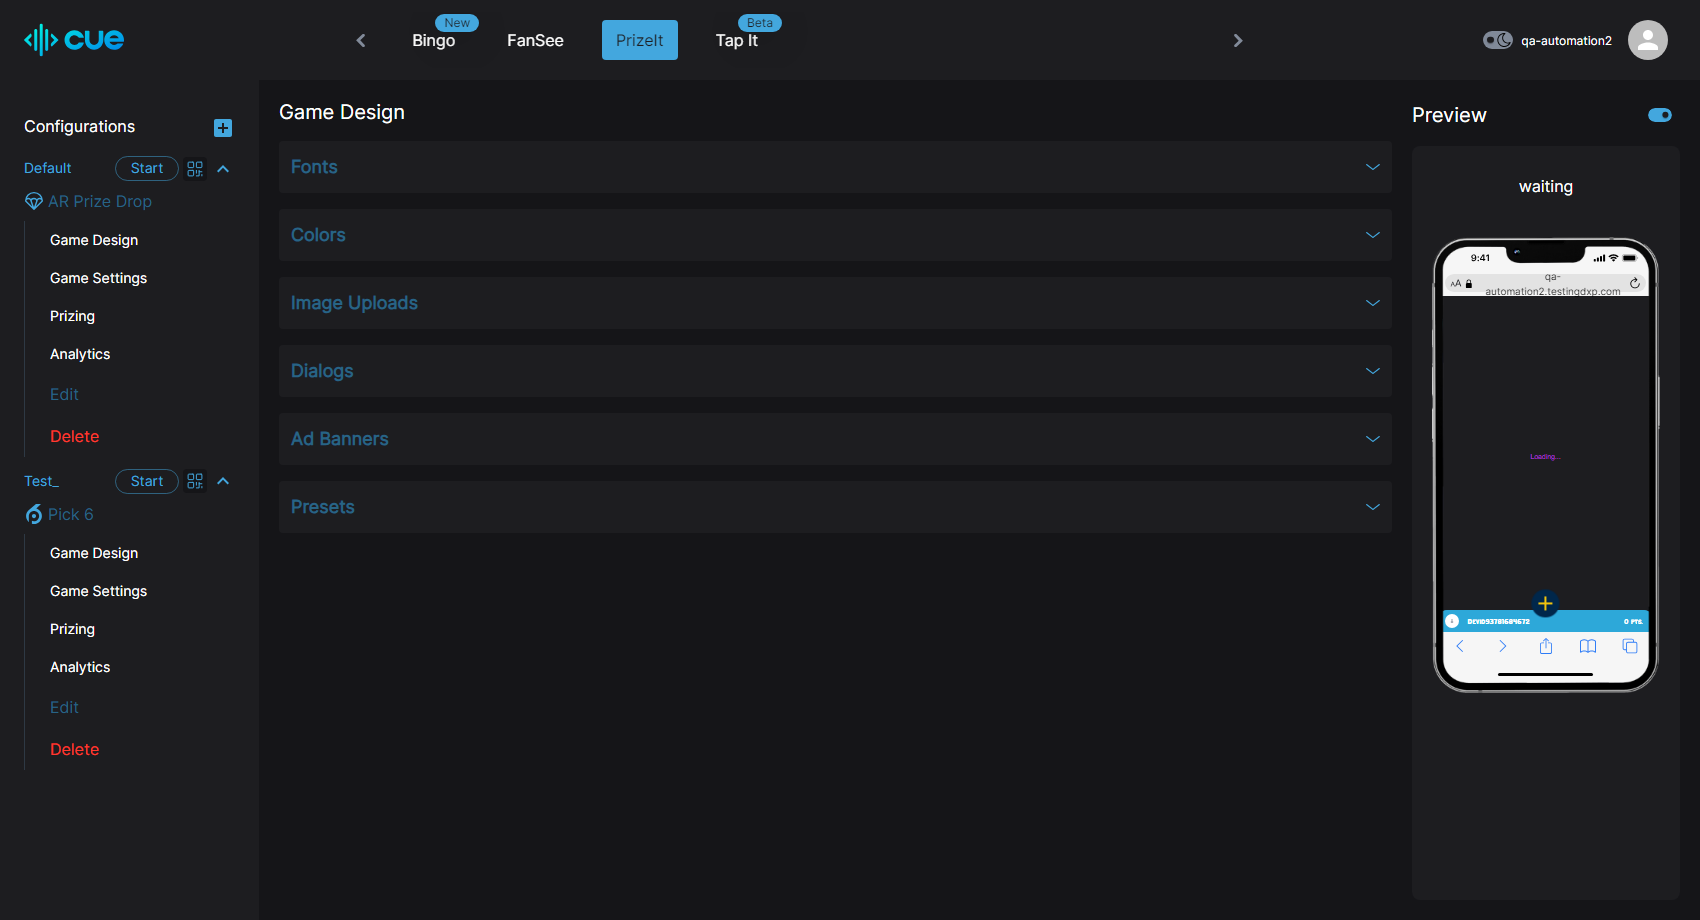 cue
New
Beta
Bingo
FanSee
PrizeIt
Tap It
qa-automation2
Configurations
Default
Start
AR Prize Drop
Game Design
Game Settings
Prizing
Analytics
Edit
Delete
Test_
Start
Pick 6
Game Design
Game Settings
Prizing
Analytics
Edit
Delete
Game Design
Fonts
Colors
Image Uploads
Dialogs
Ad Banners
Presets
Preview
waiting
9:41
AA
qa-
automation2.testingdxp.com
Loading...
0 PTS.